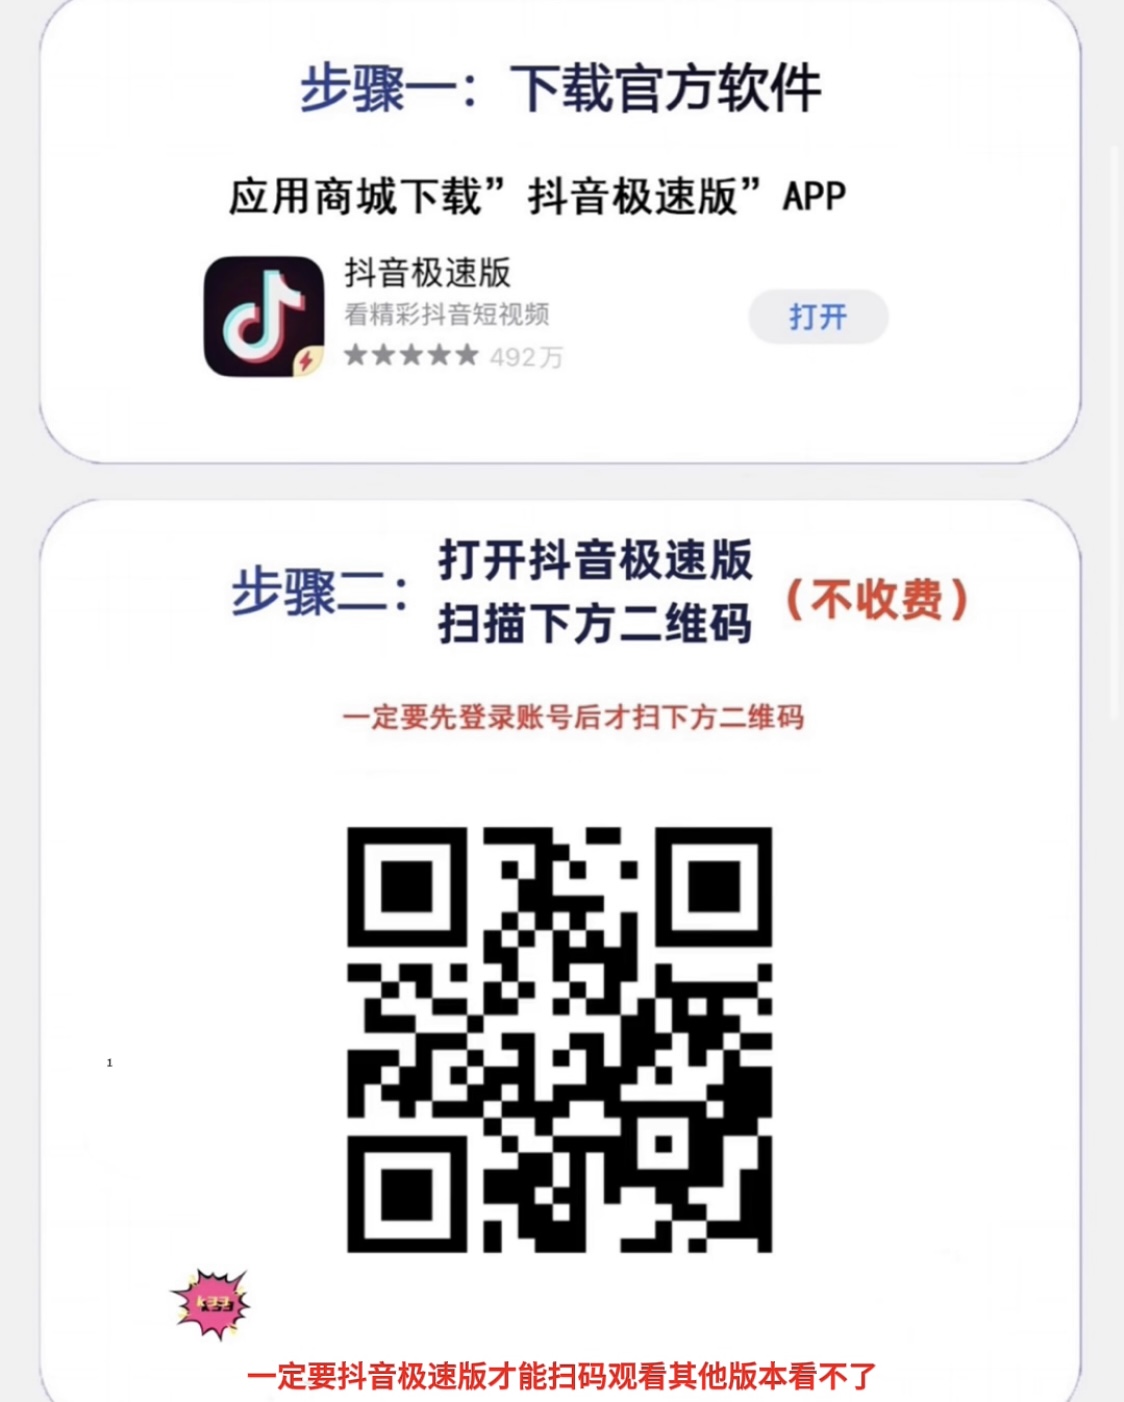 步骤一：下载官方软件
应用商城下载”抖音极速版”APP
抖音极速版
看精彩抖音短视频
★★★★★ 492万
打开
步骤二：
打开抖音极速版
扫描下方二维码
（不收费）
一定要先登录账号后才扫下方二维码
1
k33
一定要抖音极速版才能扫码观看其他版本看不了